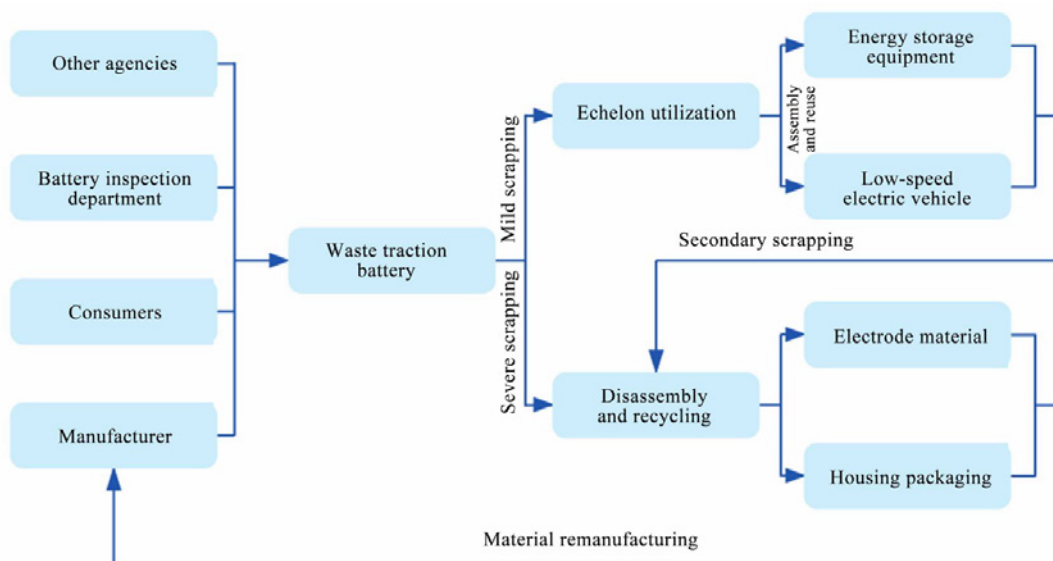 Other agencies
Battery inspection
department
Consumers
Manufacturer
Waste traction
battery
Mild scrapping
Severe scrapping
Echelon utilization
Assembly
and reuse
Energy storage
equipment
Low-speed
electric vehicle
Secondary scrapping
Disassembly
and recycling
Electrode material
Housing packaging
Material remanufacturing